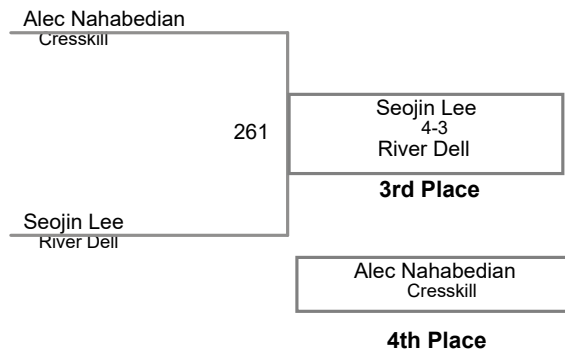 Alec Nahabedian
Cresskill
261
Seojin Lee
4-3
River Dell
3rd Place
Seojin Lee
River Dell
Alec Nahabedian
Cresskill
4th Place